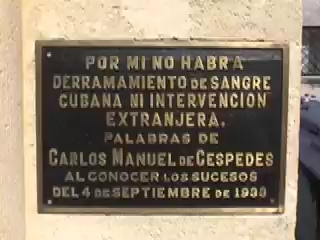 POR MI NO HABRA
DERRAMAMIENTO DE SANGRE
CUBANA NI INTERVENCION
EXTRANJERA.
PALABRAS DE
CARLOS MANUEL DE CESPEDES
AL CONOCER LOS SUCESOS
DEL 4 DE SEPTIEMBRE DE 1933